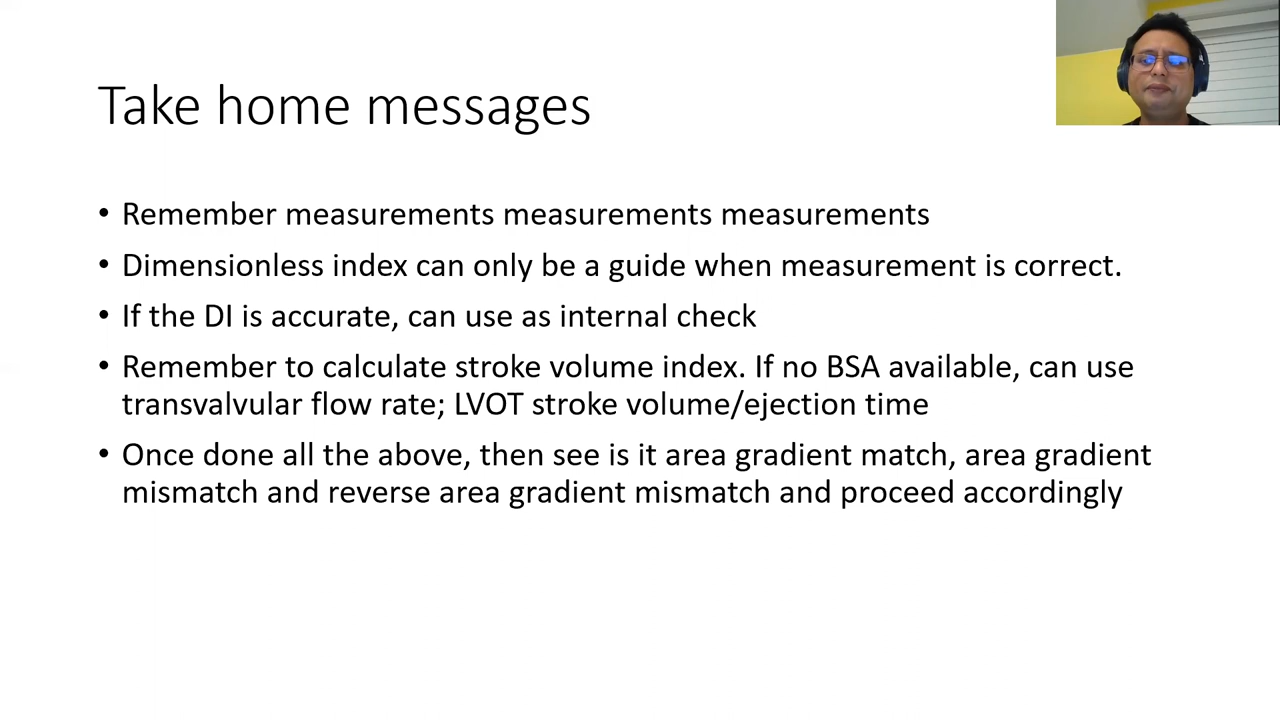 Take home messages
• Remember measurements measurements measurements
• Dimensionless index can only be a guide when measurement is correct.
• If the DI is accurate, can use as internal check
• Remember to calculate stroke volume index. If no BSA available, can use
transvalvular flow rate; LVOT stroke volume/ejection time
• Once done all the above, then see is it area gradient match, area gradient
mismatch and reverse area gradient mismatch and proceed accordingly